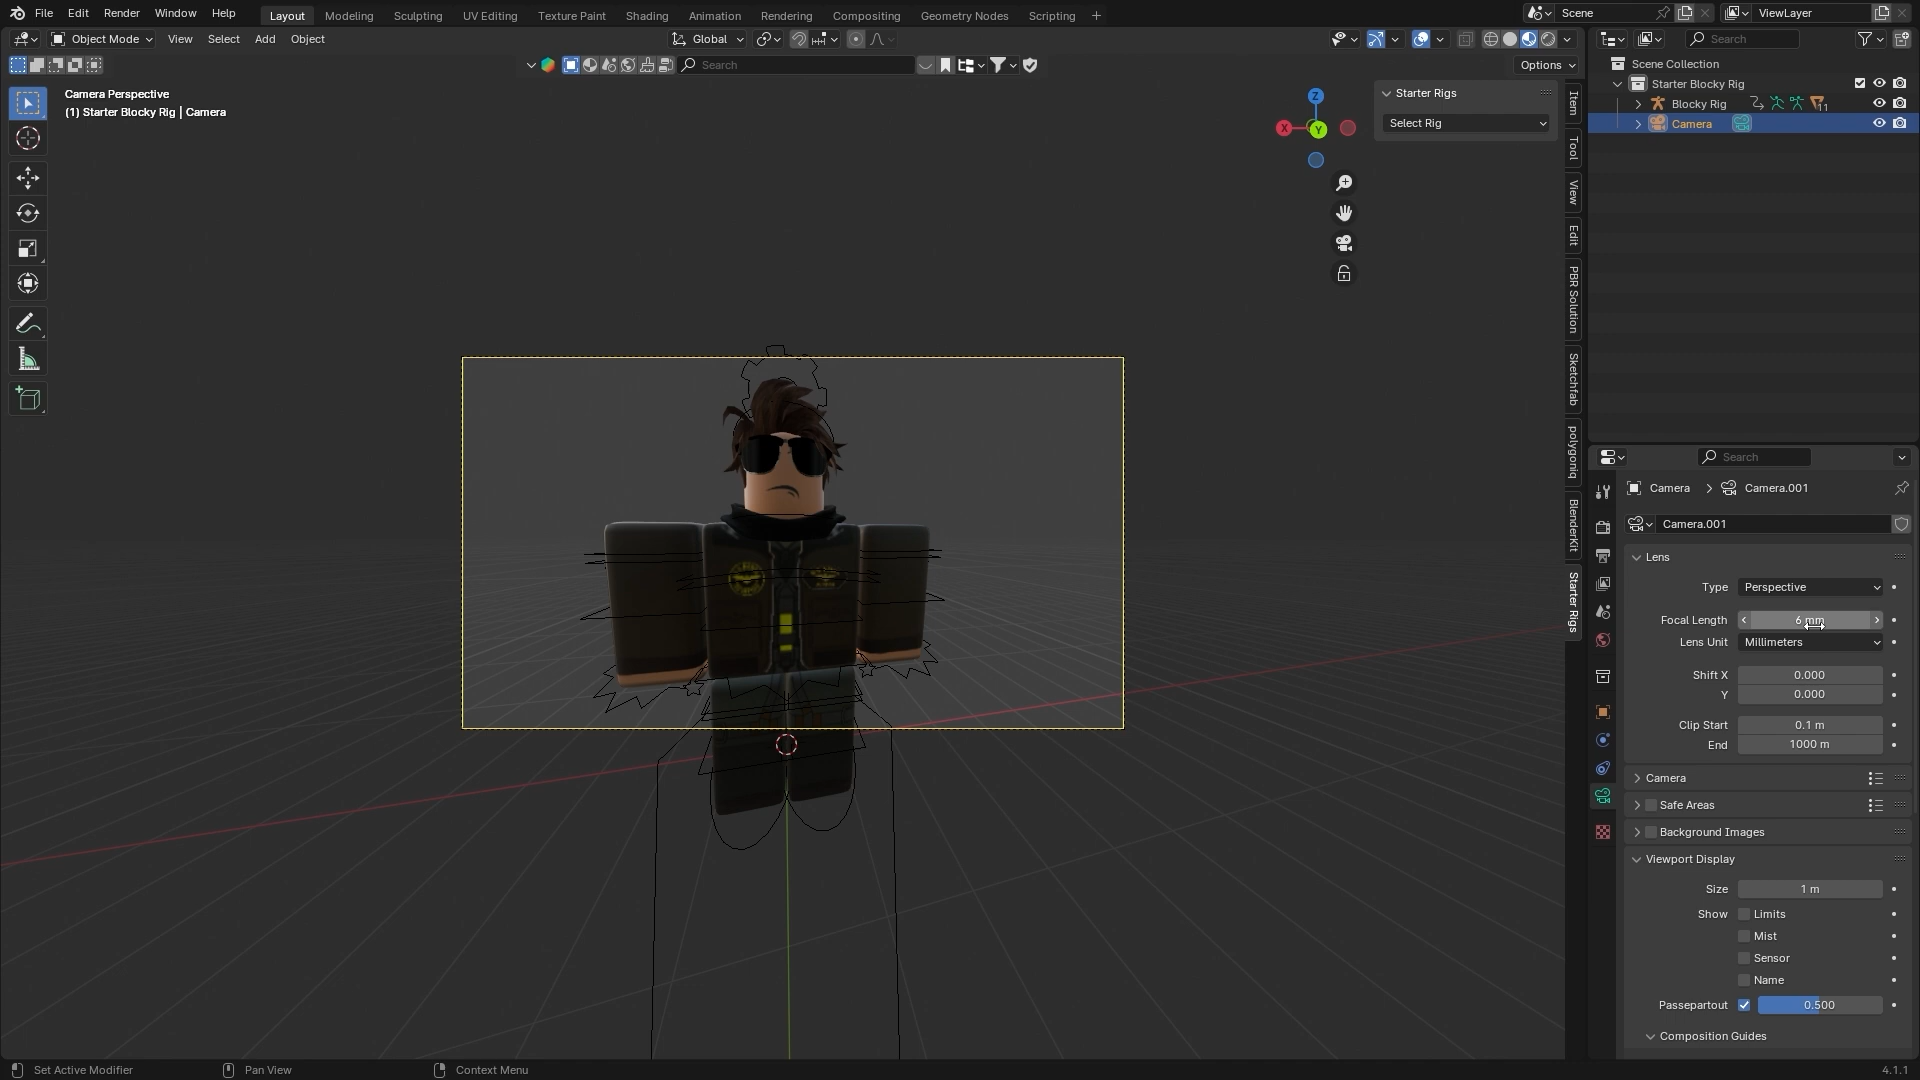 File Edit Render Window Help
Layout Modeling Sculpting UV Editing Texture Paint Shading Animation Rendering Compositing Geometry Nodes Scripting +
Scene
ViewLayer
Object Mode View Select Add Object
Global
Search
Search
Options
Camera Perspective
(1) Starter Blocky Rig | Camera
Z
X
Y
Starter Rigs
Select Rig
Item
Tool
View
Edit
PBR Solution
Sketchfab
polygoniq
BlenderKit
Starter Rigs
Scene Collection
Starter Blocky Rig
Blocky Rig
11
Camera
Search
Camera > Camera.001
Camera.001
Lens
Type Perspective
Focal Length 6 mm
Lens Unit Millimeters
Shift X 0.000
Y 0.000
Clip Start 0.1 m
End 1000 m
Camera
Safe Areas
Background Images
Viewport Display
Size 1 m
Show Limits
Mist
Sensor
Name
Passepartout 0.500
Composition Guides
Set Active Modifier
Pan View
Context Menu
4.1.1